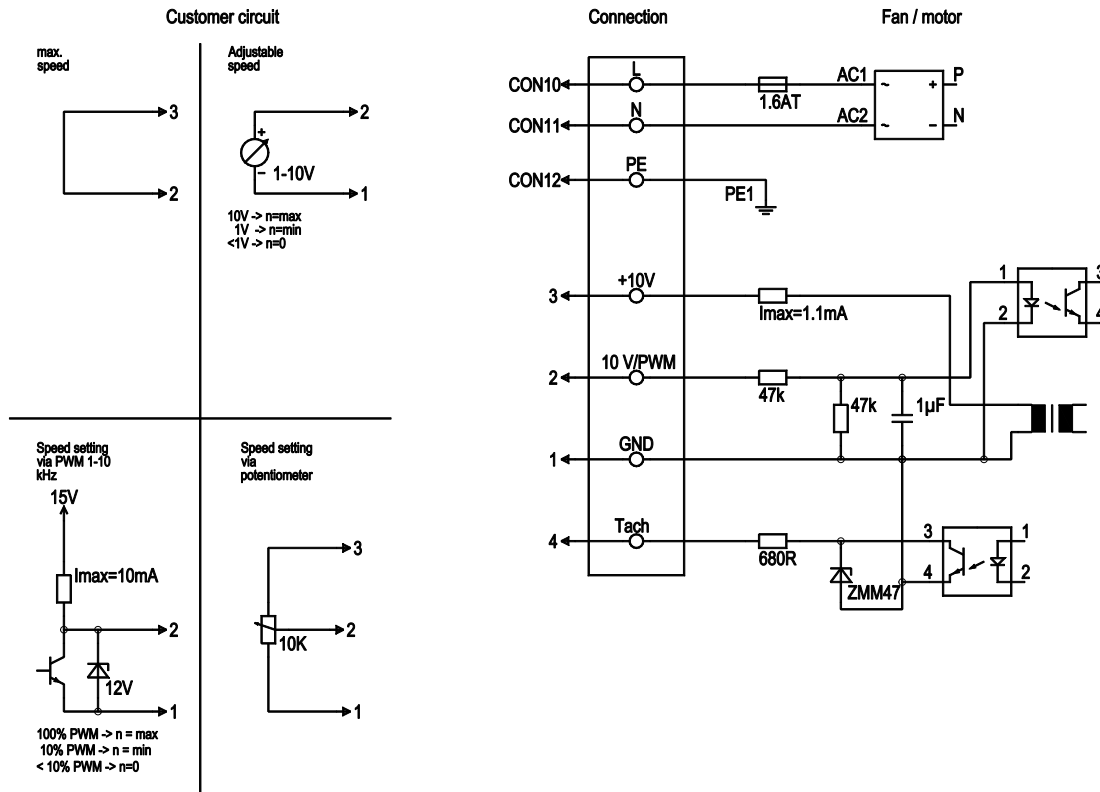 Customer circuit
max.
speed
3
2
Adjustable
speed
2
+
–
1-10V
1
10V -> n=max
1V -> n=min
<1V -> n=0
Speed setting
via PWM 1-10
kHz
15V
Imax=10mA
2
12V
1
100% PWM -> n = max
10% PWM -> n = min
< 10% PWM -> n=0
Speed setting
via
potentiometer
3
2
10K
1
Connection
Fan / motor
CON10
L
1.6AT
AC1
~
+
P
CON11
N
AC2
~
–
N
CON12
PE
PE1
3
+10V
Imax=1.1mA
1
2
3
4
2
10 V/PWM
47k
47k
1µF
1
GND
4
Tach
680R
ZMM47
3
4
1
2